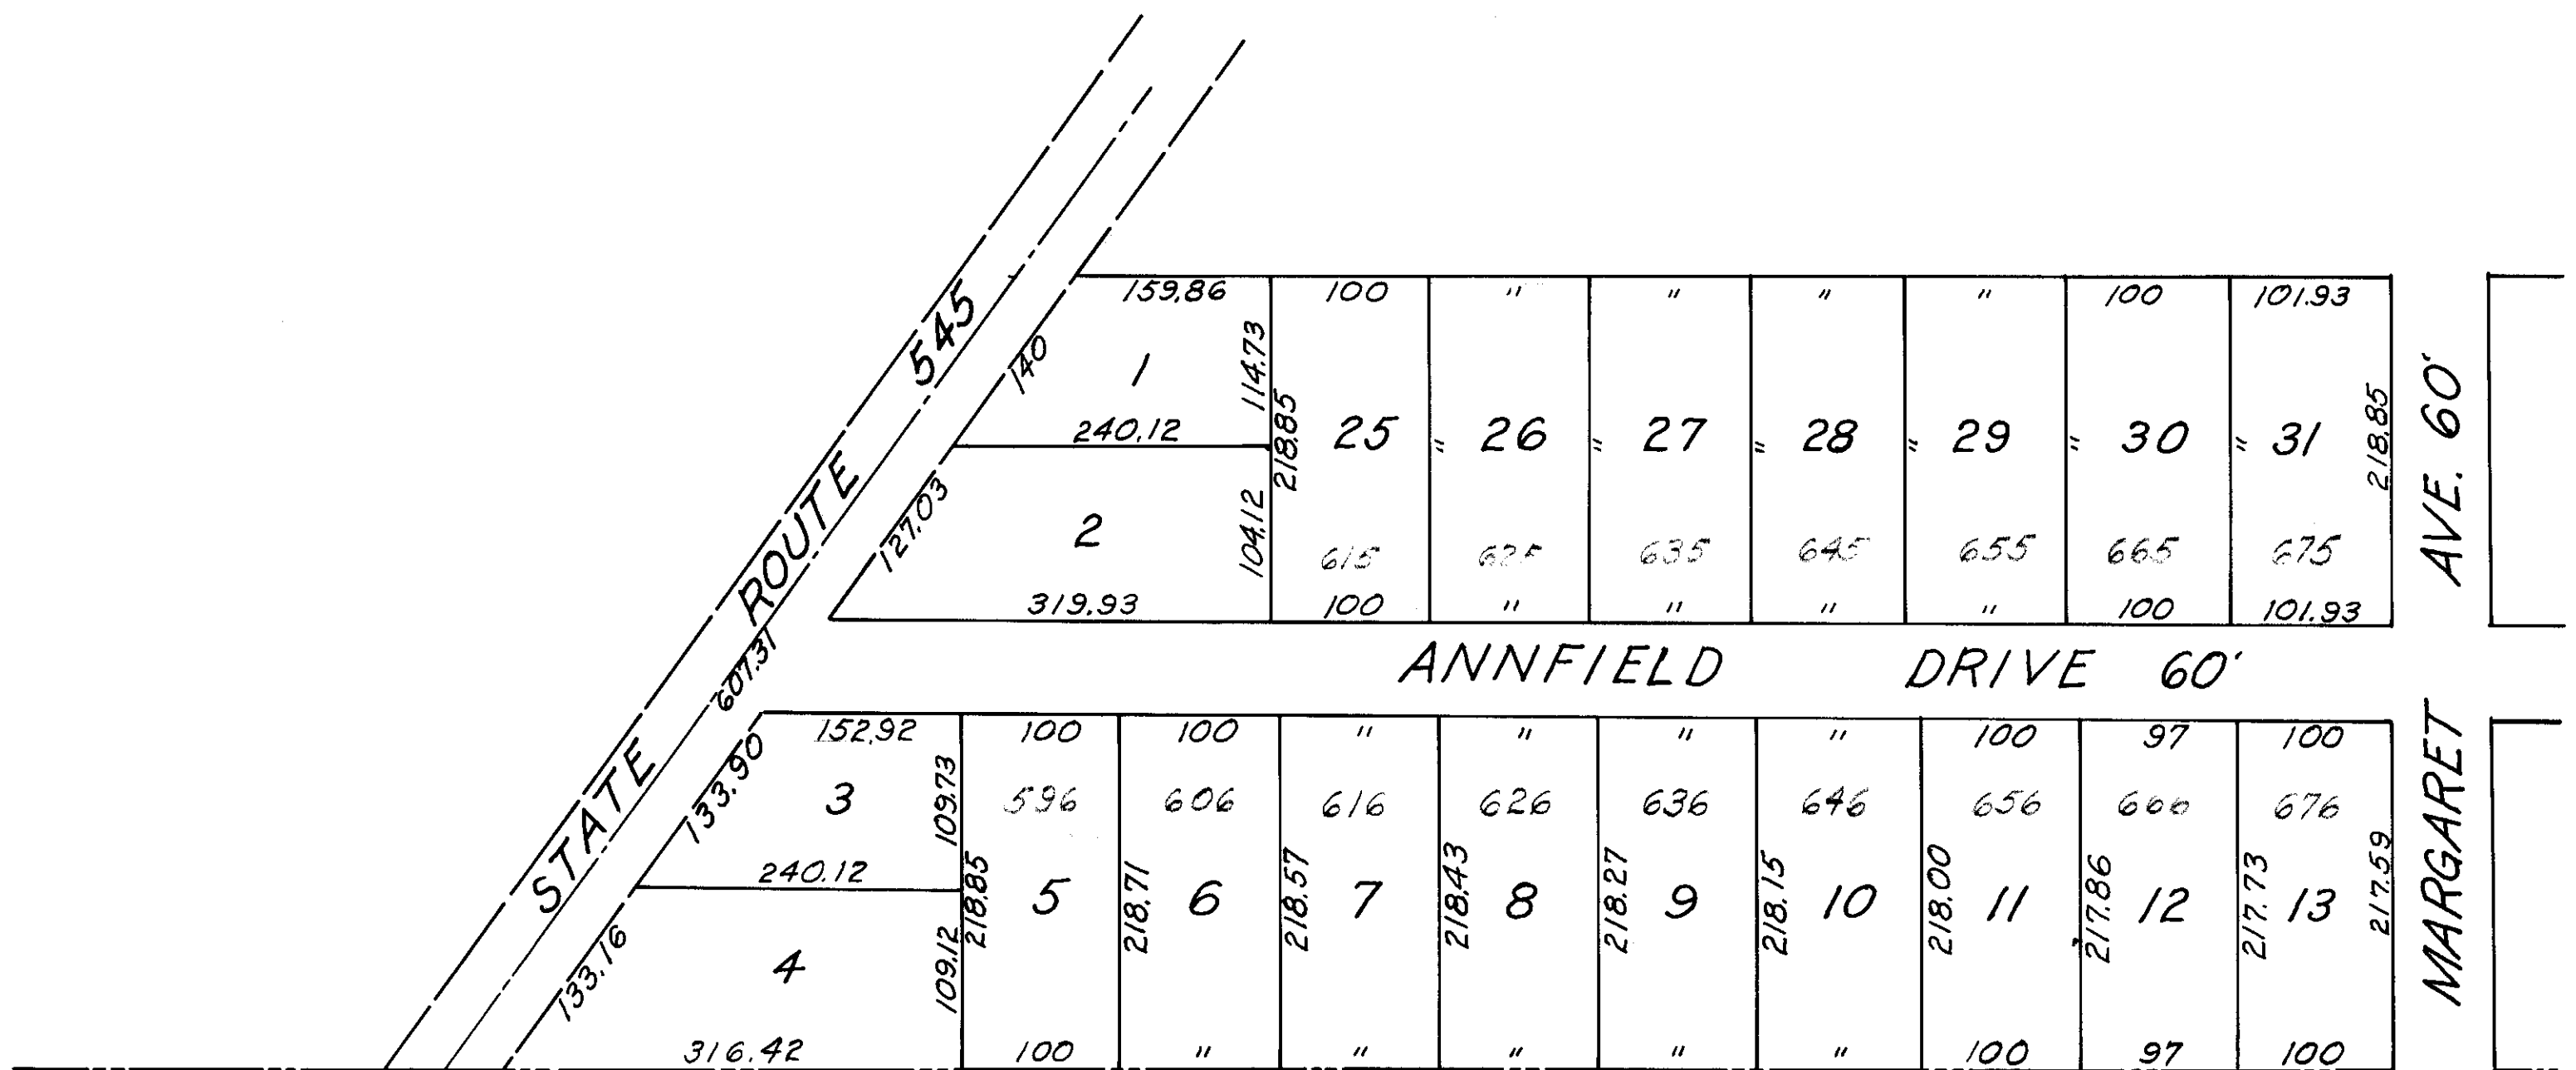 STATE ROUTE 545
607.31
159.86 100 " " " " 100 101.93
140 1 114.73
240.12
218.85 25 " 26 " 27 " 28 " 29 " 30 " 31 218.85
127.03 2 104.12
615 625 635 645 655 665 675
319.93 100 " " " " 100 101.93
ANNFIELD DRIVE 60'
MARGARET AVE. 60'
152.92 100 100 " " " " 100 97 100
133.90 3 109.73 596 606 616 626 636 646 656 666 676
240.12
218.85 5 218.71 6 218.57 7 218.43 8 218.27 9 218.15 10 218.00 11 217.86 12 217.73 13 217.59
133.16 4 109.12
316.42 100 " " " " " 100 97 100